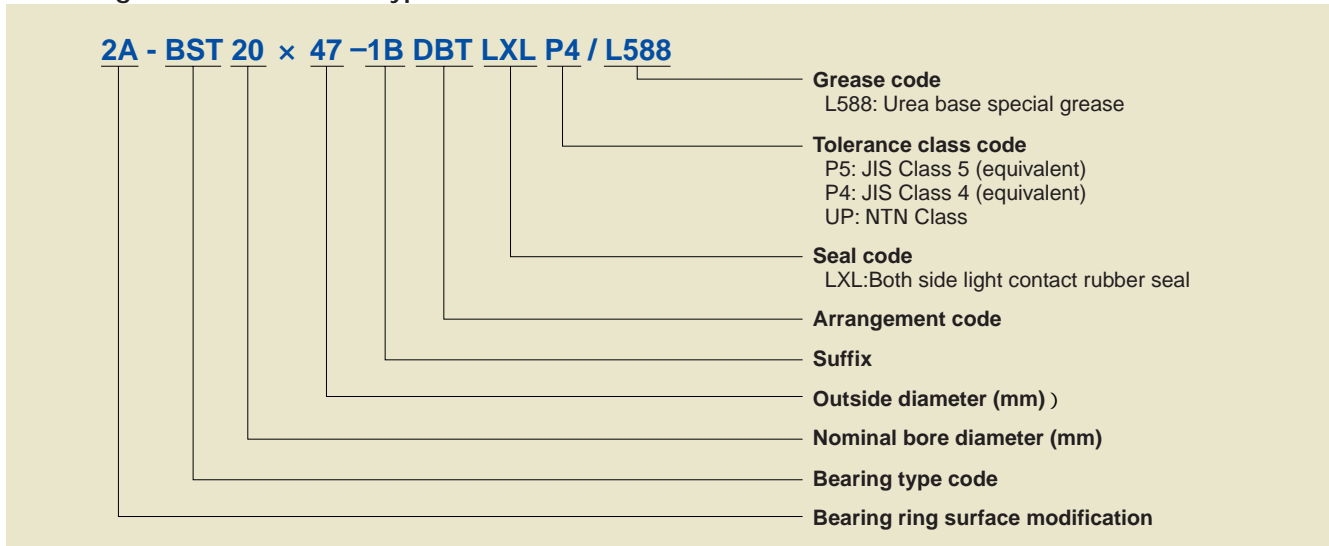 2A - BST 20 × 47 –1B DBT LXL P4 / L588
Grease code
L588: Urea base special grease
Tolerance class code
P5: JIS Class 5 (equivalent)
P4: JIS Class 4 (equivalent)
UP: NTN Class
Seal code
LXL:Both side light contact rubber seal
Arrangement code
Suffix
Outside diameter (mm) )
Nominal bore diameter (mm)
Bearing type code
Bearing ring surface modification